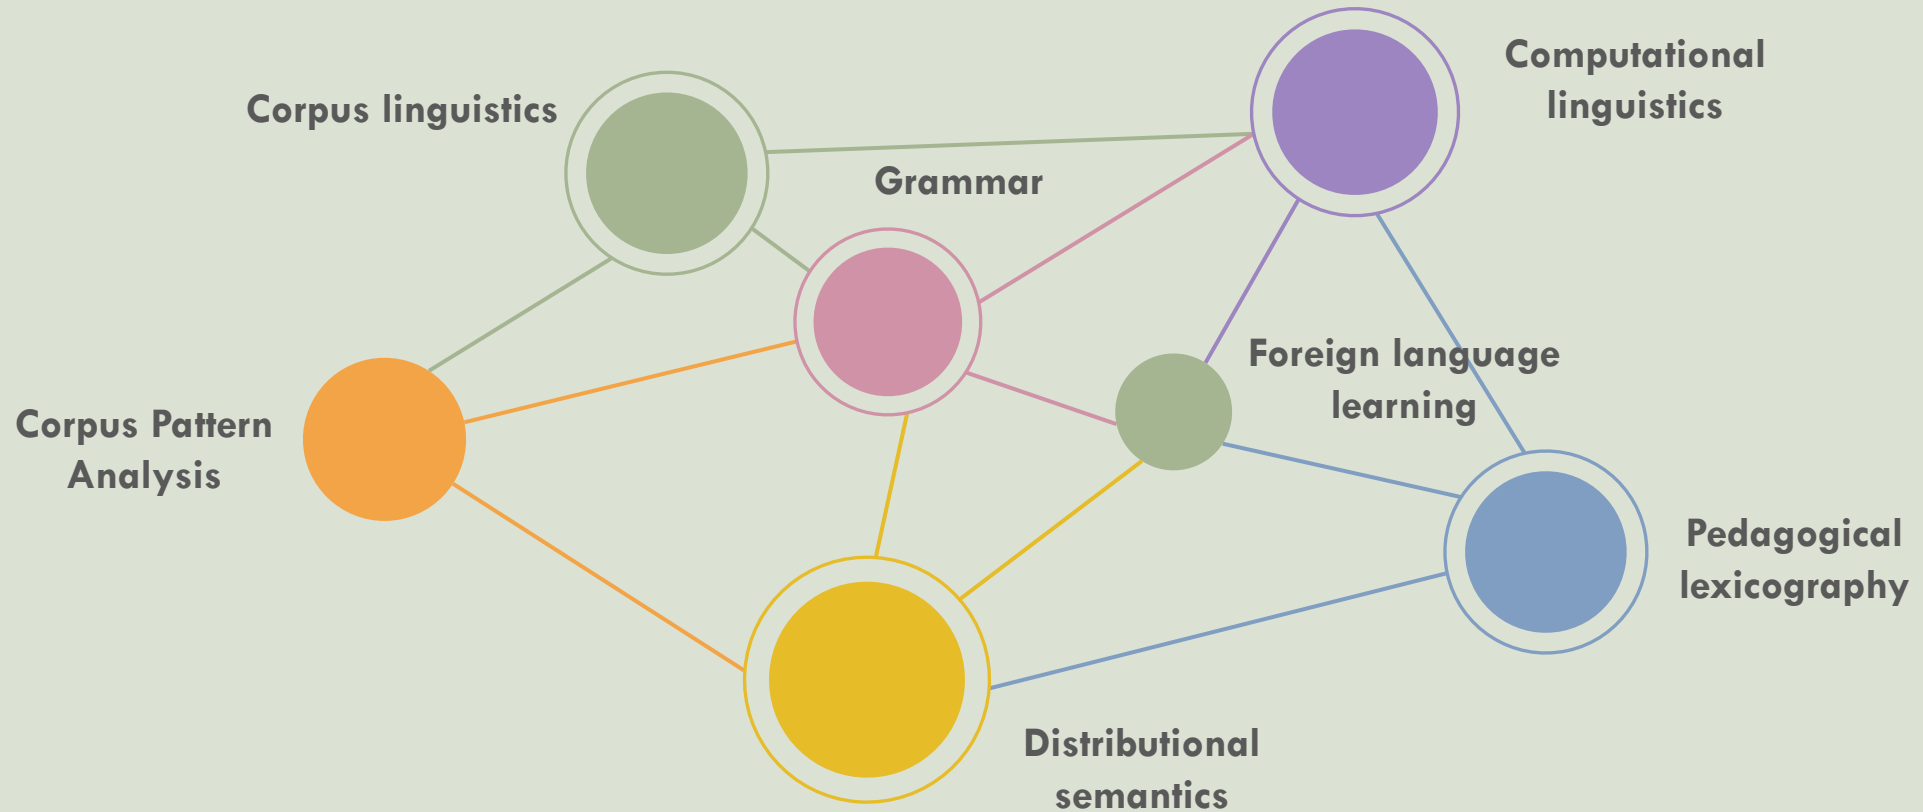 Computational
linguistics
Corpus linguistics
Grammar
Foreign language
learning
Corpus Pattern
Analysis
Pedagogical
lexicography
Distributional
semantics